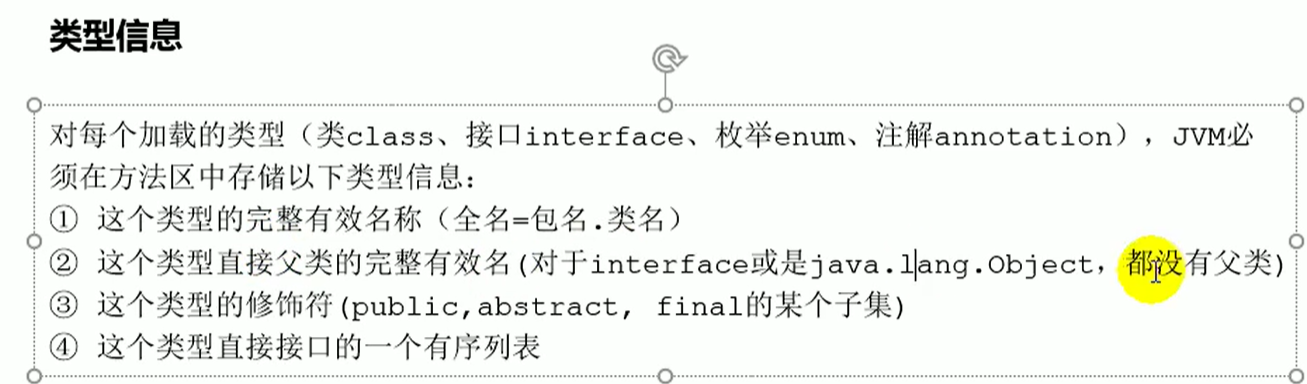 类型信息
对每个加载的类型（类class、接口interface、枚举enum、注解annotation），JVM必
须在方法区中存储以下类型信息：
① 这个类型的完整有效名称（全名=包名.类名）
② 这个类型直接父类的完整有效名(对于interface或是java.lang.Object，都没有父类)
③ 这个类型的修饰符(public,abstract, final的某个子集)
④ 这个类型直接接口的一个有序列表